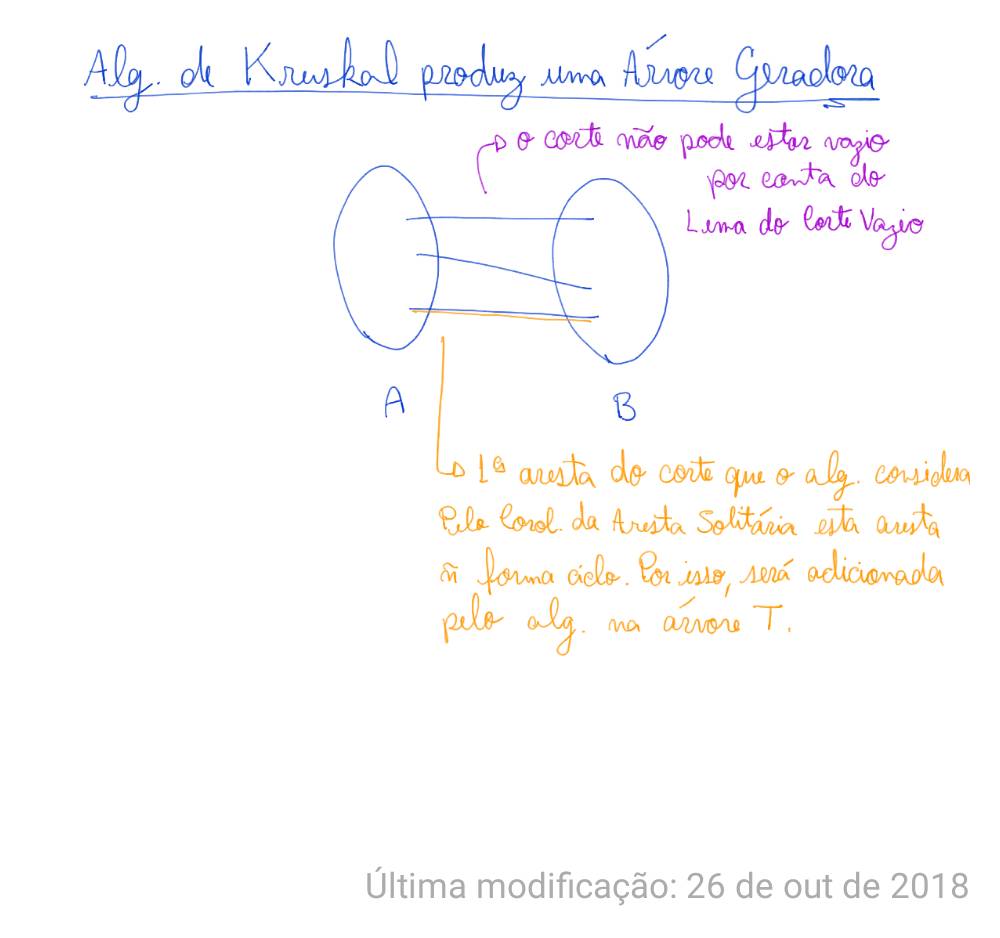 Alg. de Kruskal produz uma Árvore Geradora
o corte não pode estar vazio
por conta do
Lema do Corte Vazio
A
B
1ª aresta do corte que o alg. considera
Pelo Corol. da Aresta Solitária esta aresta
ñ forma ciclo. Por isso, será adicionada
pelo alg. na árvore T.
Última modificação: 26 de out de 2018